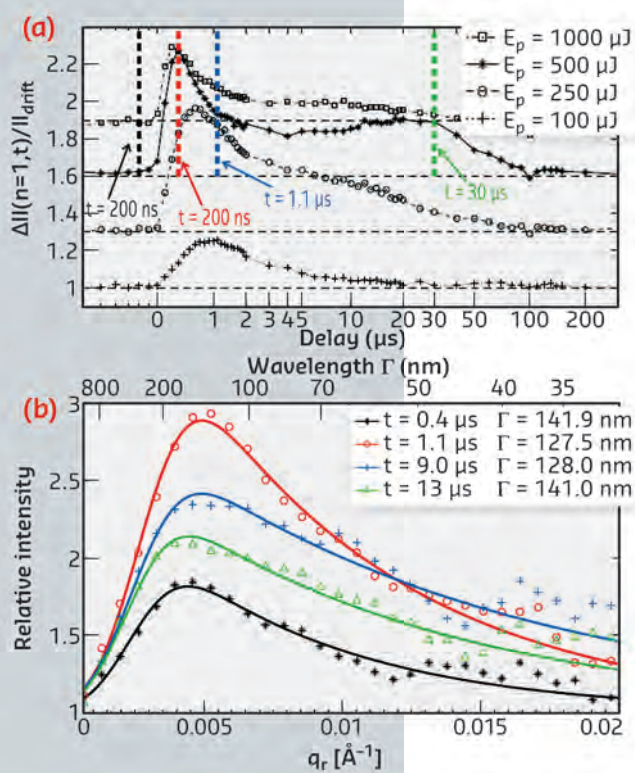 (a)
E_p = 1000 µJ
E_p = 500 µJ
E_p = 250 µJ
E_p = 100 µJ
ΔII(n=1,t)/II_drift
2.2
2
1.8
1.6
1.4
1.2
1
t = 200 ns
t = 200 ns
t = 1.1 µs
t = 30 µs
0 1 2 3 4 5 10 20 30 50 100 200
Delay (µs)
Wavelength Γ (nm)
800 200 100 70 50 40 35
(b)
t = 0.4 µs Γ = 141.9 nm
t = 1.1 µs Γ = 127.5 nm
t = 9.0 µs Γ = 128.0 nm
t = 13 µs Γ = 141.0 nm
Relative intensity
3
2.5
2
1.5
1
0 0.005 0.01 0.015 0.02
q_r [Å⁻¹]